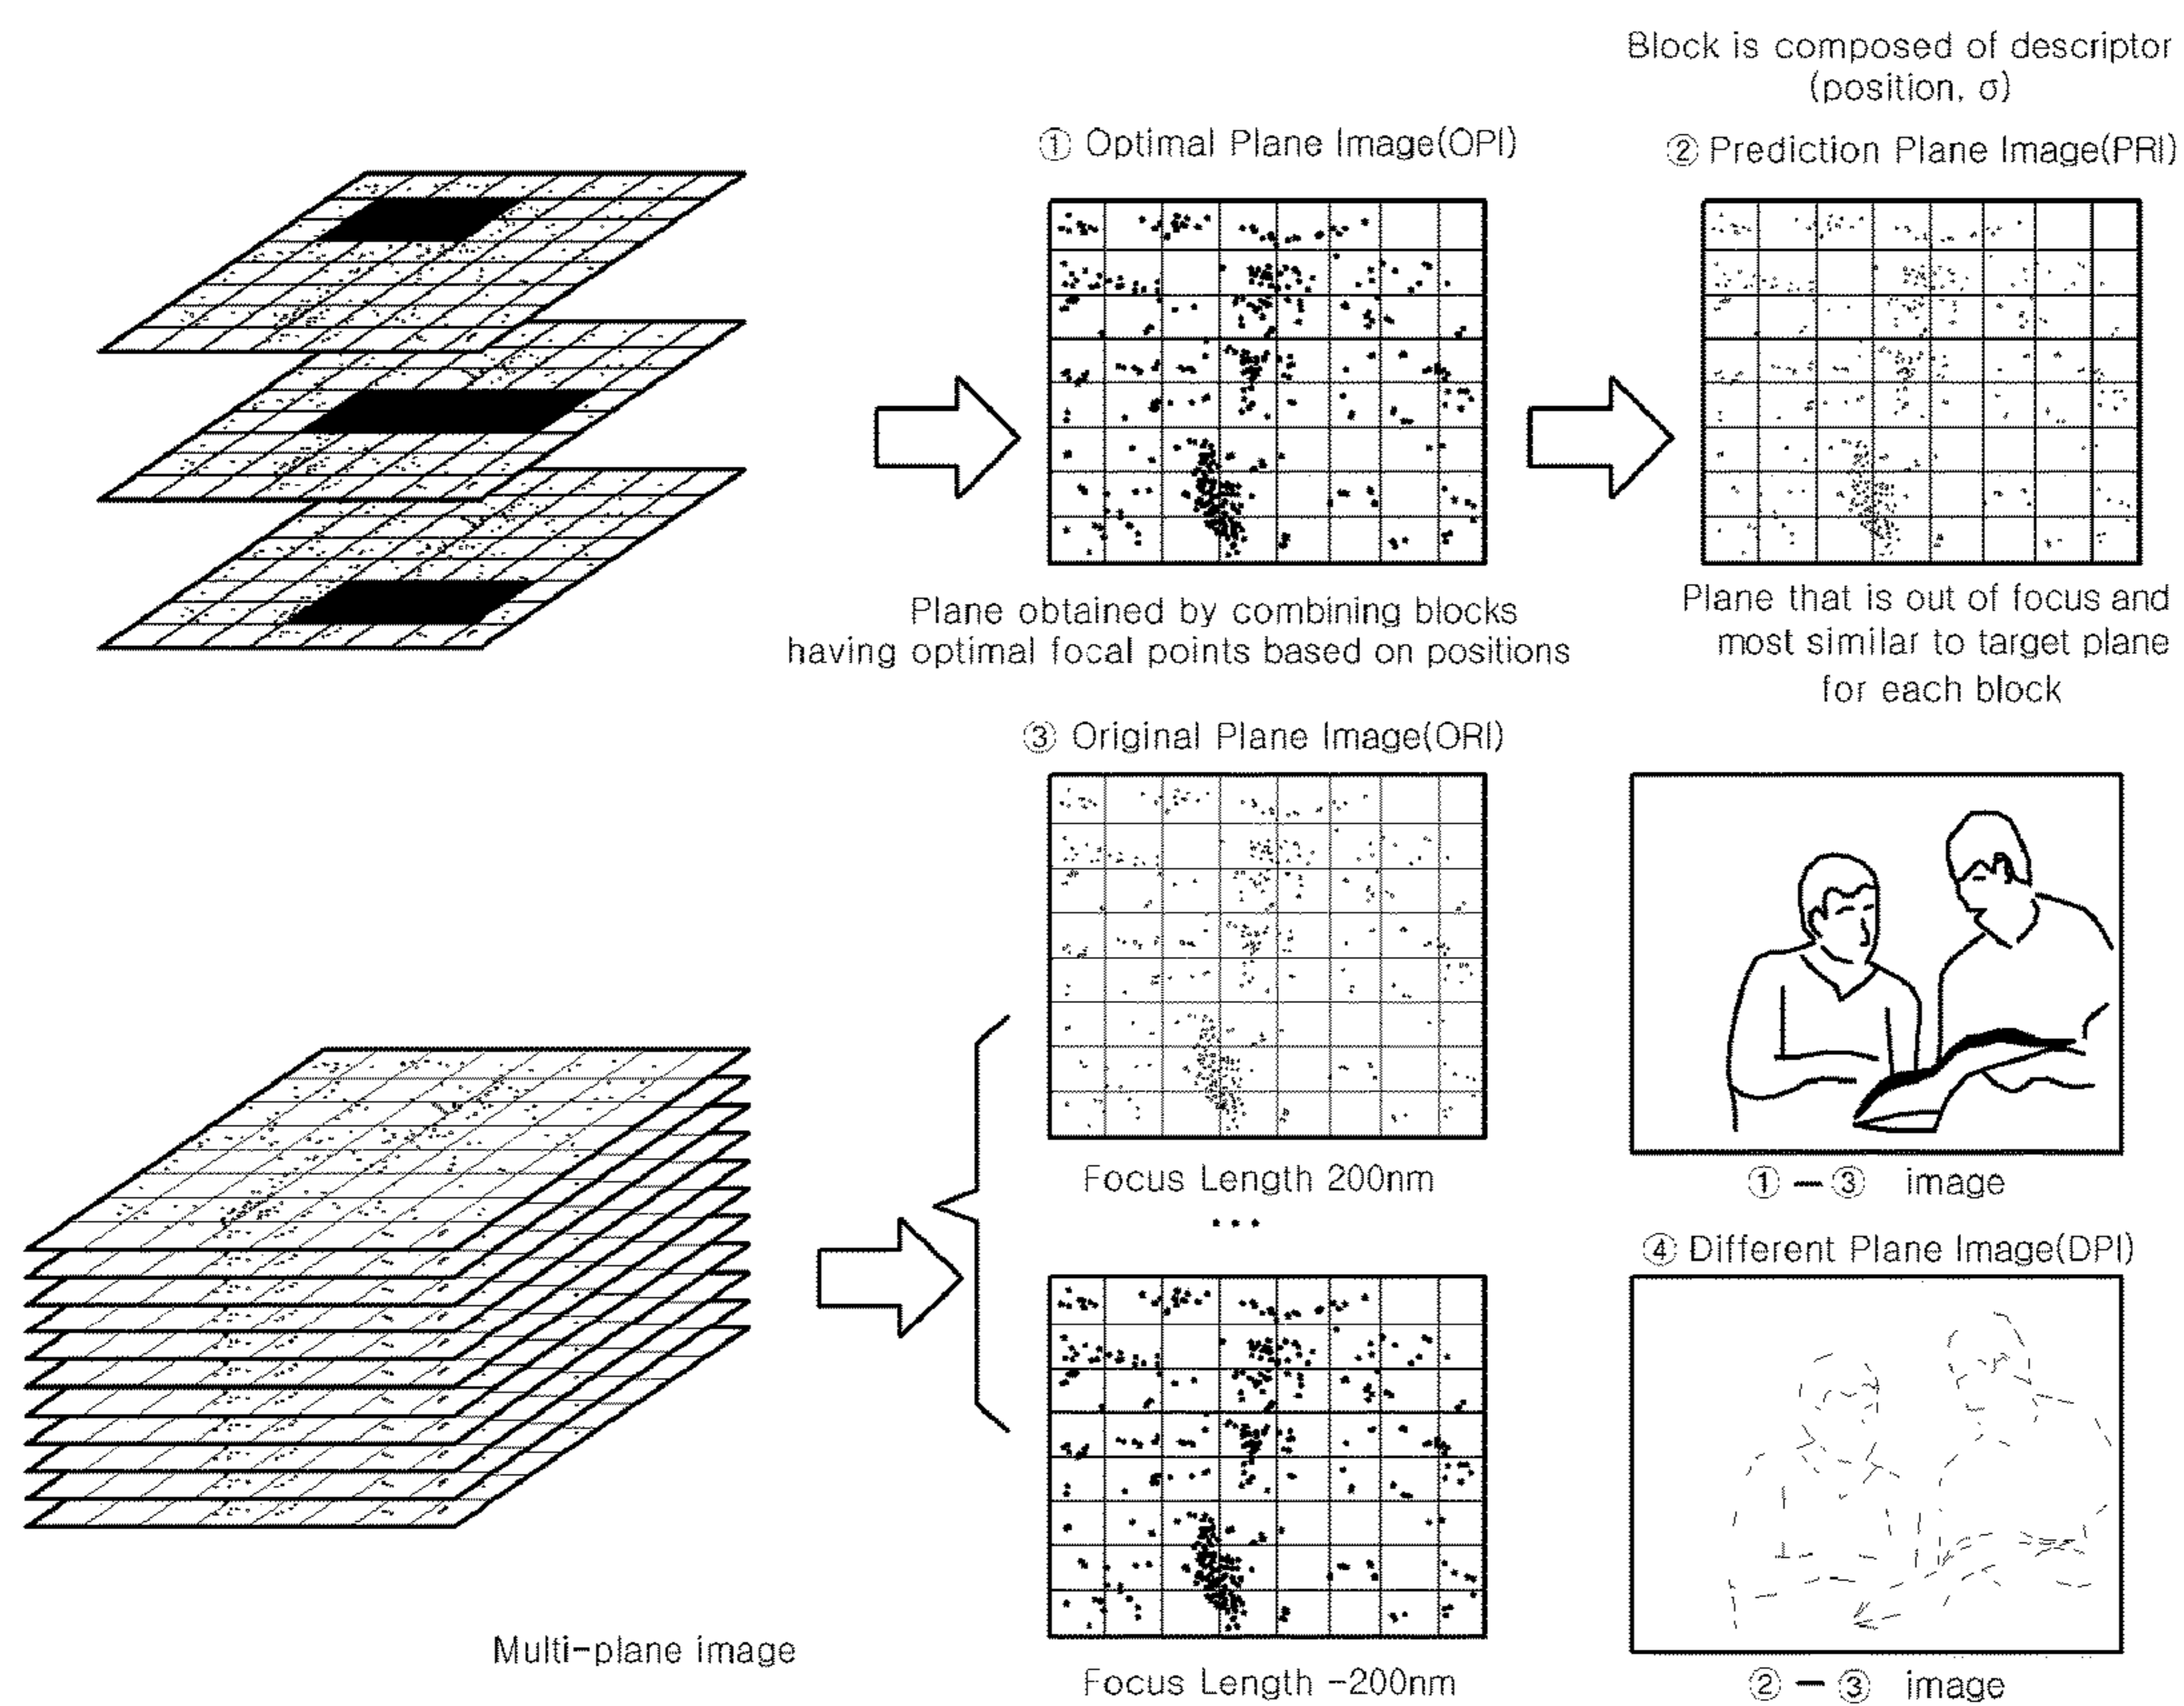 Block is composed of descriptor
(position, σ)
① Optimal Plane Image(OPI)
② Prediction Plane Image(PRI)
Plane obtained by combining blocks
having optimal focal points based on positions
Plane that is out of focus and
most similar to target plane
for each block
③ Original Plane Image(ORI)
Focus Length 200nm
•••
① − ③ image
④ Different Plane Image(DPI)
Multi-plane image
Focus Length -200nm
② − ③ image